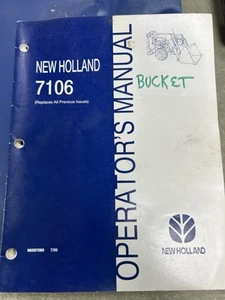 NEW HOLLAND
7106
(Replaces All Previous Issues)
OPERATOR'S MANUAL
BUCKET
NEW HOLLAND